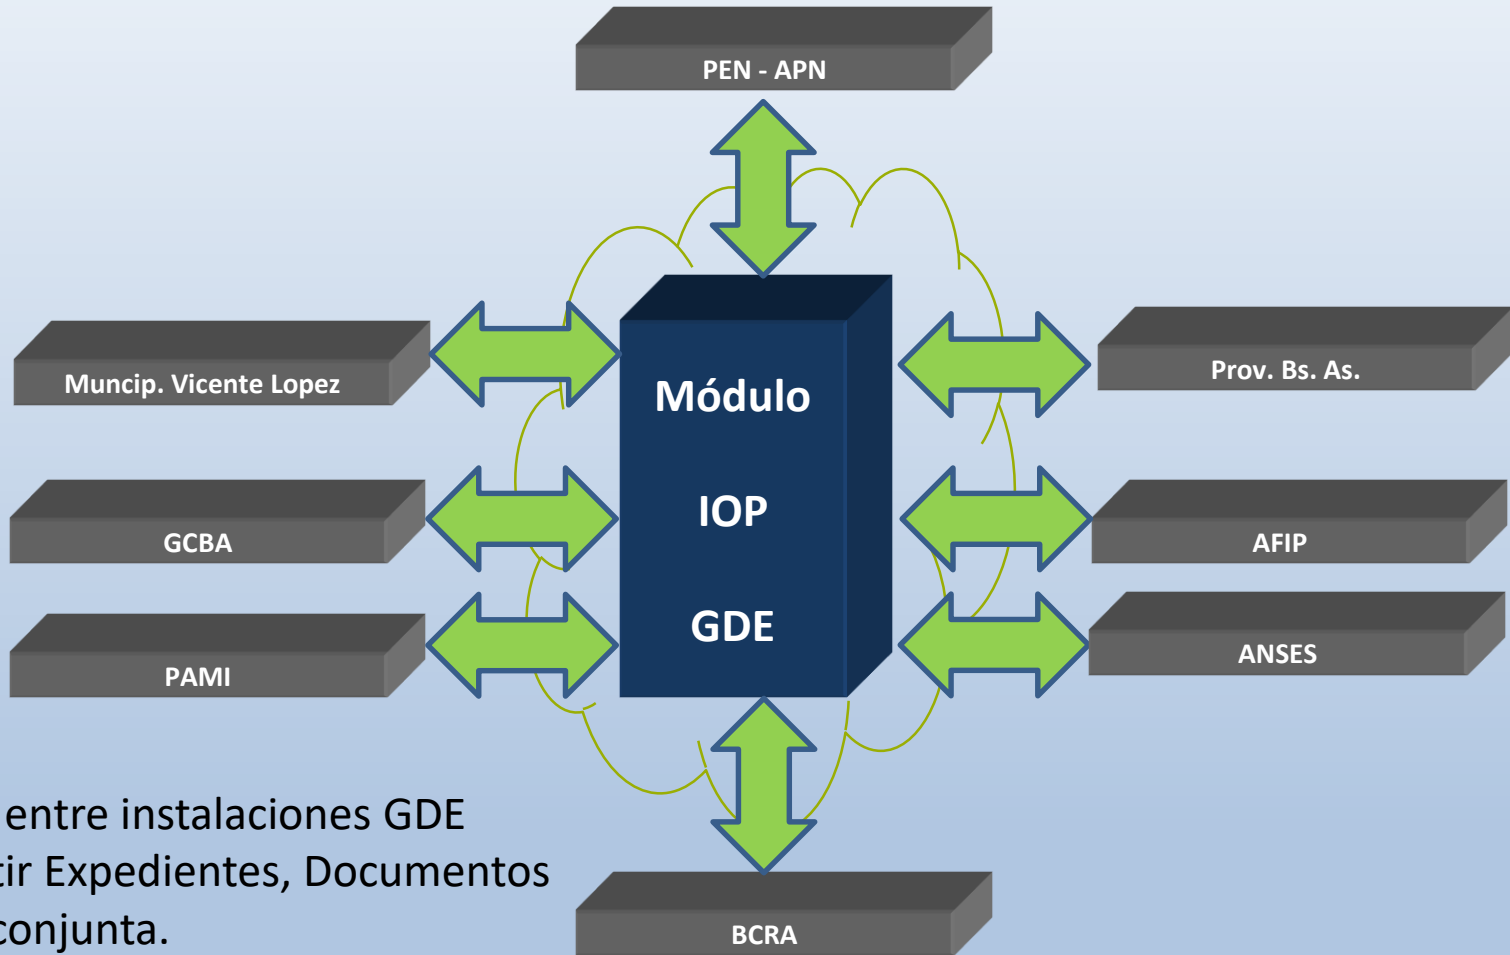 PEN - APN
Muncip. Vicente Lopez
Prov. Bs. As.
Módulo
IOP
GDE
GCBA
AFIP
PAMI
ANSES
entre instalaciones GDE
tir Expedientes, Documentos
conjunta.
BCRA